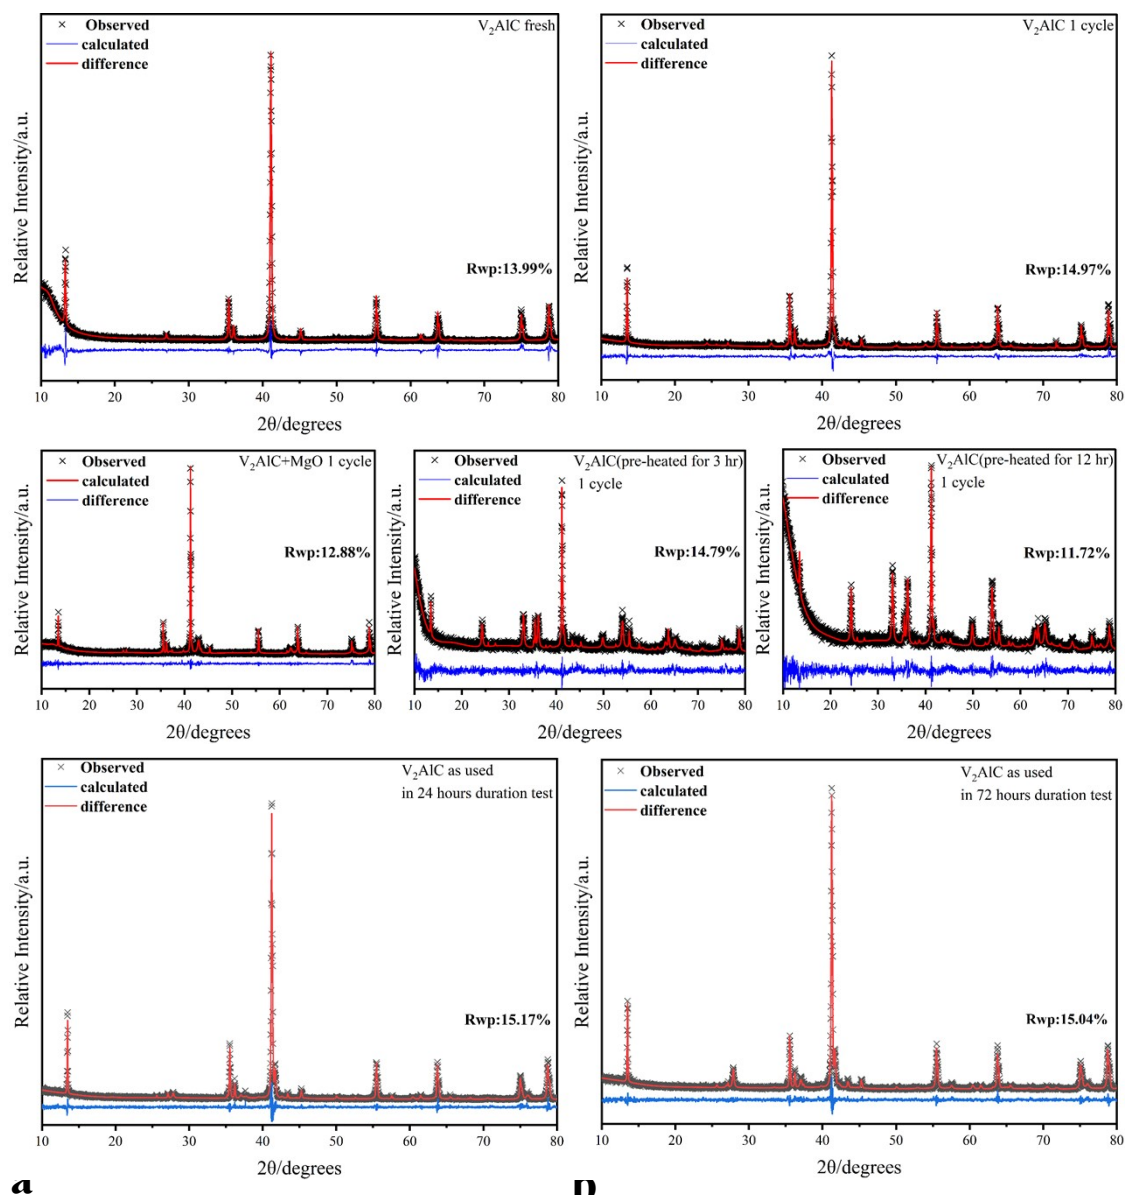 × Observed
calculated
difference
V₂AlC fresh
Rwp:13.99%
Relative Intensity/a.u.
10 20 30 40 50 60 70 80
2θ/degrees
× Observed
calculated
difference
V₂AlC 1 cycle
Rwp:14.97%
Relative Intensity/a.u.
10 20 30 40 50 60 70 80
2θ/degrees
× Observed
calculated
difference
V₂AlC+MgO 1 cycle
Rwp:12.88%
Relative Intensity/a.u.
10 20 30 40 50 60 70 80
2θ/degrees
× Observed
calculated
difference
V₂AlC(pre-heated for 3 hr)
1 cycle
Rwp:14.79%
Relative Intensity/a.u.
10 20 30 40 50 60 70 80
2θ/degrees
× Observed
calculated
difference
V₂AlC(pre-heated for 12 hr)
1 cycle
Rwp:11.72%
Relative Intensity/a.u.
10 20 30 40 50 60 70 80
2θ/degrees
× Observed
calculated
difference
V₂AlC as used
in 24 hours duration test
Rwp:15.17%
Relative Intensity/a.u.
10 20 30 40 50 60 70 80
2θ/degrees
× Observed
calculated
difference
V₂AlC as used
in 72 hours duration test
Rwp:15.04%
Relative Intensity/a.u.
10 20 30 40 50 60 70 80
2θ/degrees
a